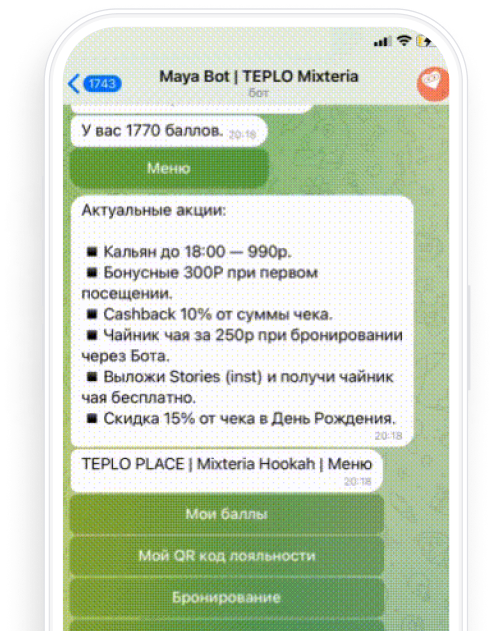 1743
Maya Bot | TEPLO Mixteria
бот
У вас 1770 баллов. 20:18
Меню
Актуальные акции:
■ Кальян до 18:00 — 990р.
■ Бонусные 300Р при первом
посещении.
■ Cashback 10% от суммы чека.
■ Чайник чая за 250р при бронировании
через Бота.
■ Выложи Stories (inst) и получи чайник
чая бесплатно.
■ Скидка 15% от чека в День Рождения.
20:18
TEPLO PLACE | Mixteria Hookah | Меню
20:18
Мои баллы
Мой QR код лояльности
Бронирование